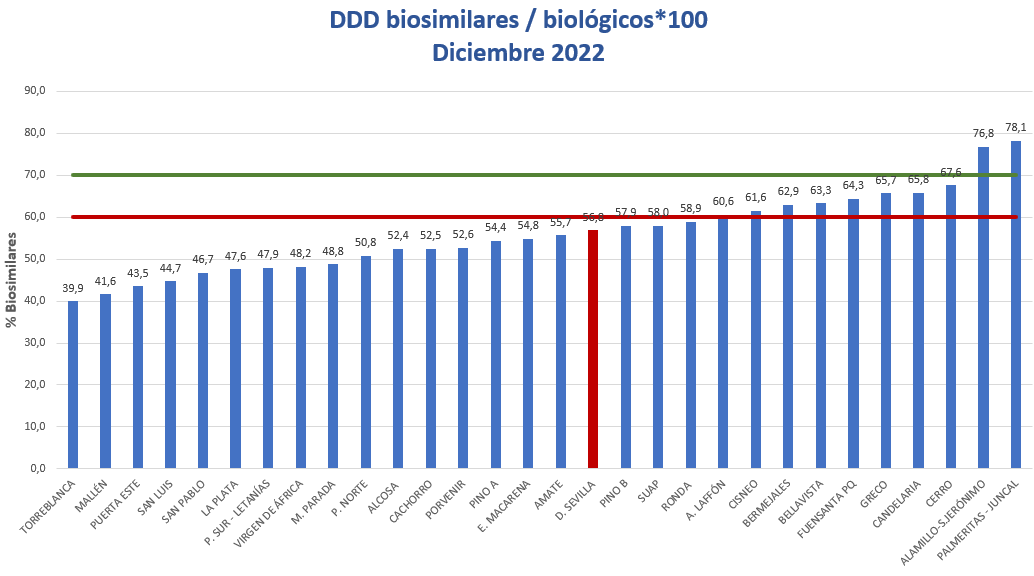 DDD biosimilares / biológicos*100
Diciembre 2022
% Biosimilares
90,0
80,0
70,0
60,0
50,0
40,0
30,0
20,0
10,0
0,0
39,9
41,6
43,5
44,7
46,7
47,6
47,9
48,2
48,8
50,8
52,4
52,5
52,6
54,4
54,8
55,7
57,9
58,0
58,9
60,6
61,6
62,9
63,3
64,3
65,7
65,8
67,6
76,8
78,1
TORREBLANCA
MALLÉN
PUERTA ESTE
SAN LUIS
SAN PABLO
LA PLATA
P. SUR - LETANÍAS
VIRGEN DE ÁFRICA
M. PARADA
P. NORTE
ALCOSA
CACHORRO
PORVENIR
PINO A
E. MACARENA
AMATE
D. SEVILLA
PINO B
SUAP
RONDA
A. LAFFÓN
CISNEO
BERMEJALES
BELLAVISTA
FUENSANTA PQ
GRECO
CANDELARIA
CERRO
ALAMILLO-SJERÓNIMO
PALMERITAS - JUNCAL